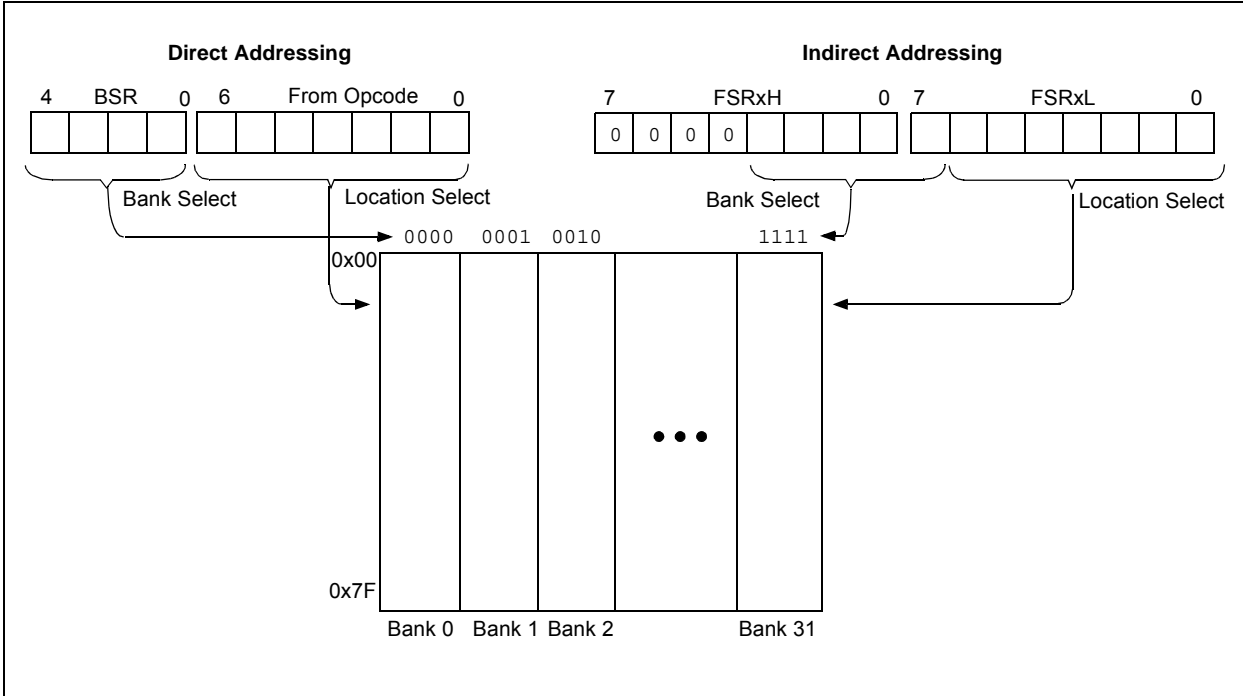 Direct Addressing
Indirect Addressing
4 BSR 0 6 From Opcode 0
7 FSRxH 0 7 FSRxL 0
0 0 0 0
Bank Select
Location Select
Bank Select
Location Select
0000 0001 0010 1111
0x00
0x7F
Bank 0 Bank 1 Bank 2 Bank 31